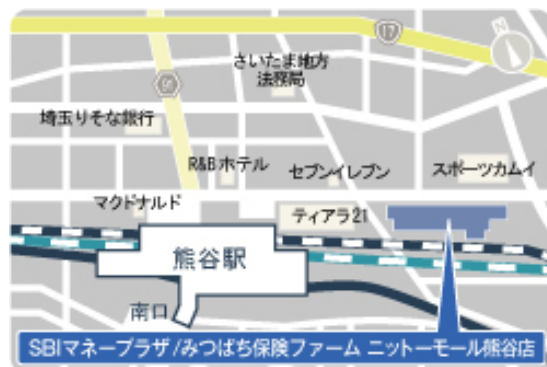 N
17
さいたま地方
法務局
91
埼玉りそな銀行
R&Bホテル
セブンイレブン
スポーツカムイ
マクドナルド
ティアラ21
熊谷駅
南口
SBIマネープラザ/みつばち保険ファーム ニットーモール熊谷店